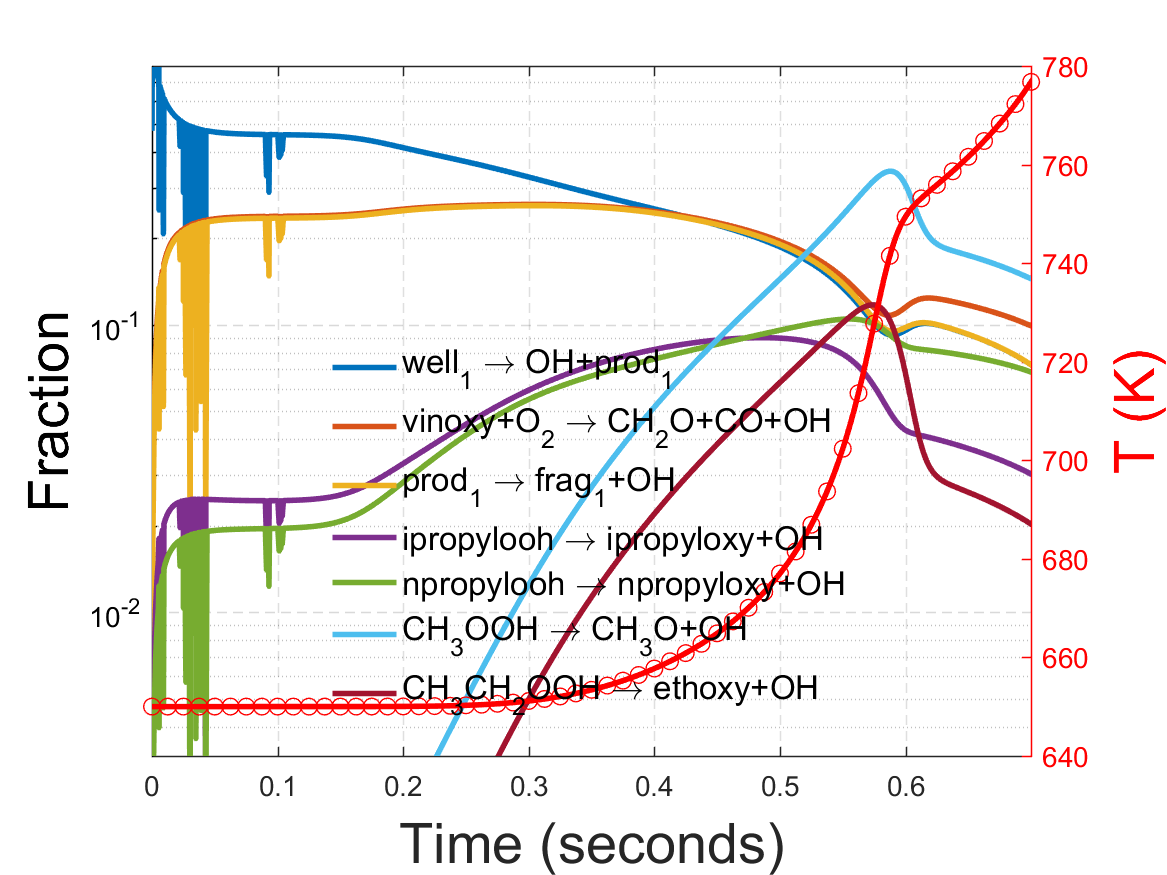 Fraction
10⁻¹
10⁻²
well₁ → OH+prod₁
vinoxy+O₂ → CH₂O+CO+OH
prod₁ → frag₁+OH
ipropylooh → ipropyloxy+OH
npropylooh → npropyloxy+OH
CH₃OOH → CH₃O+OH
CH₃CH₂OOH → ethoxy+OH
780
760
740
720
700
680
660
640
T (K)
0 0.1 0.2 0.3 0.4 0.5 0.6
Time (seconds)